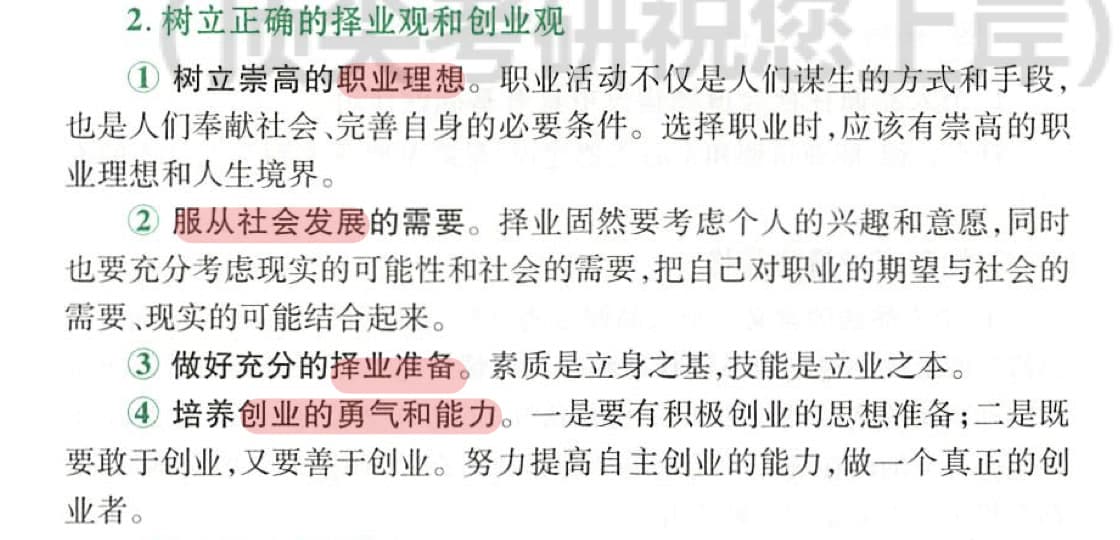 (顶尖考研祝您上岸)
2. 树立正确的择业观和创业观
① 树立崇高的职业理想。职业活动不仅是人们谋生的方式和手段,
也是人们奉献社会、完善自身的必要条件。选择职业时,应该有崇高的职
业理想和人生境界。
② 服从社会发展的需要。择业固然要考虑个人的兴趣和意愿,同时
也要充分考虑现实的可能性和社会的需要,把自己对职业的期望与社会的
需要、现实的可能结合起来。
③ 做好充分的择业准备。素质是立身之基,技能是立业之本。
④ 培养创业的勇气和能力。一是要有积极创业的思想准备;二是既
要敢于创业,又要善于创业。努力提高自主创业的能力,做一个真正的创
业者。